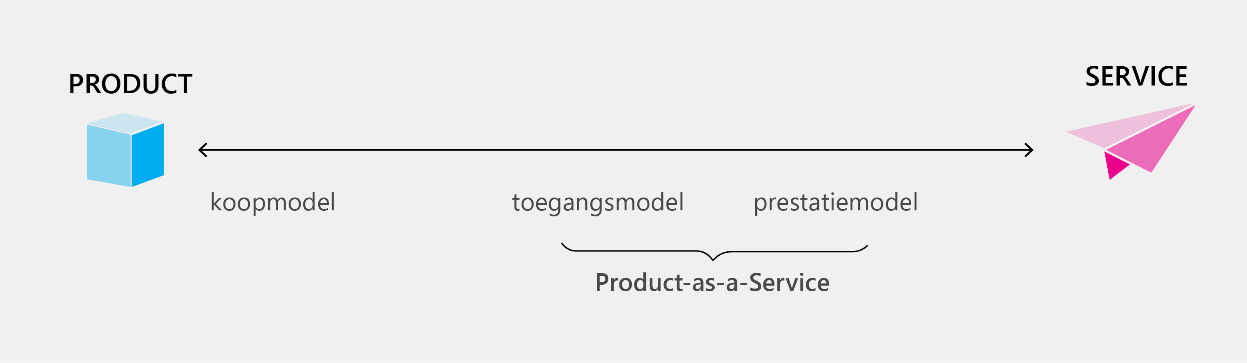 PRODUCT
SERVICE
koopmodel
toegangsmodel
prestatiemodel
Product-as-a-Service